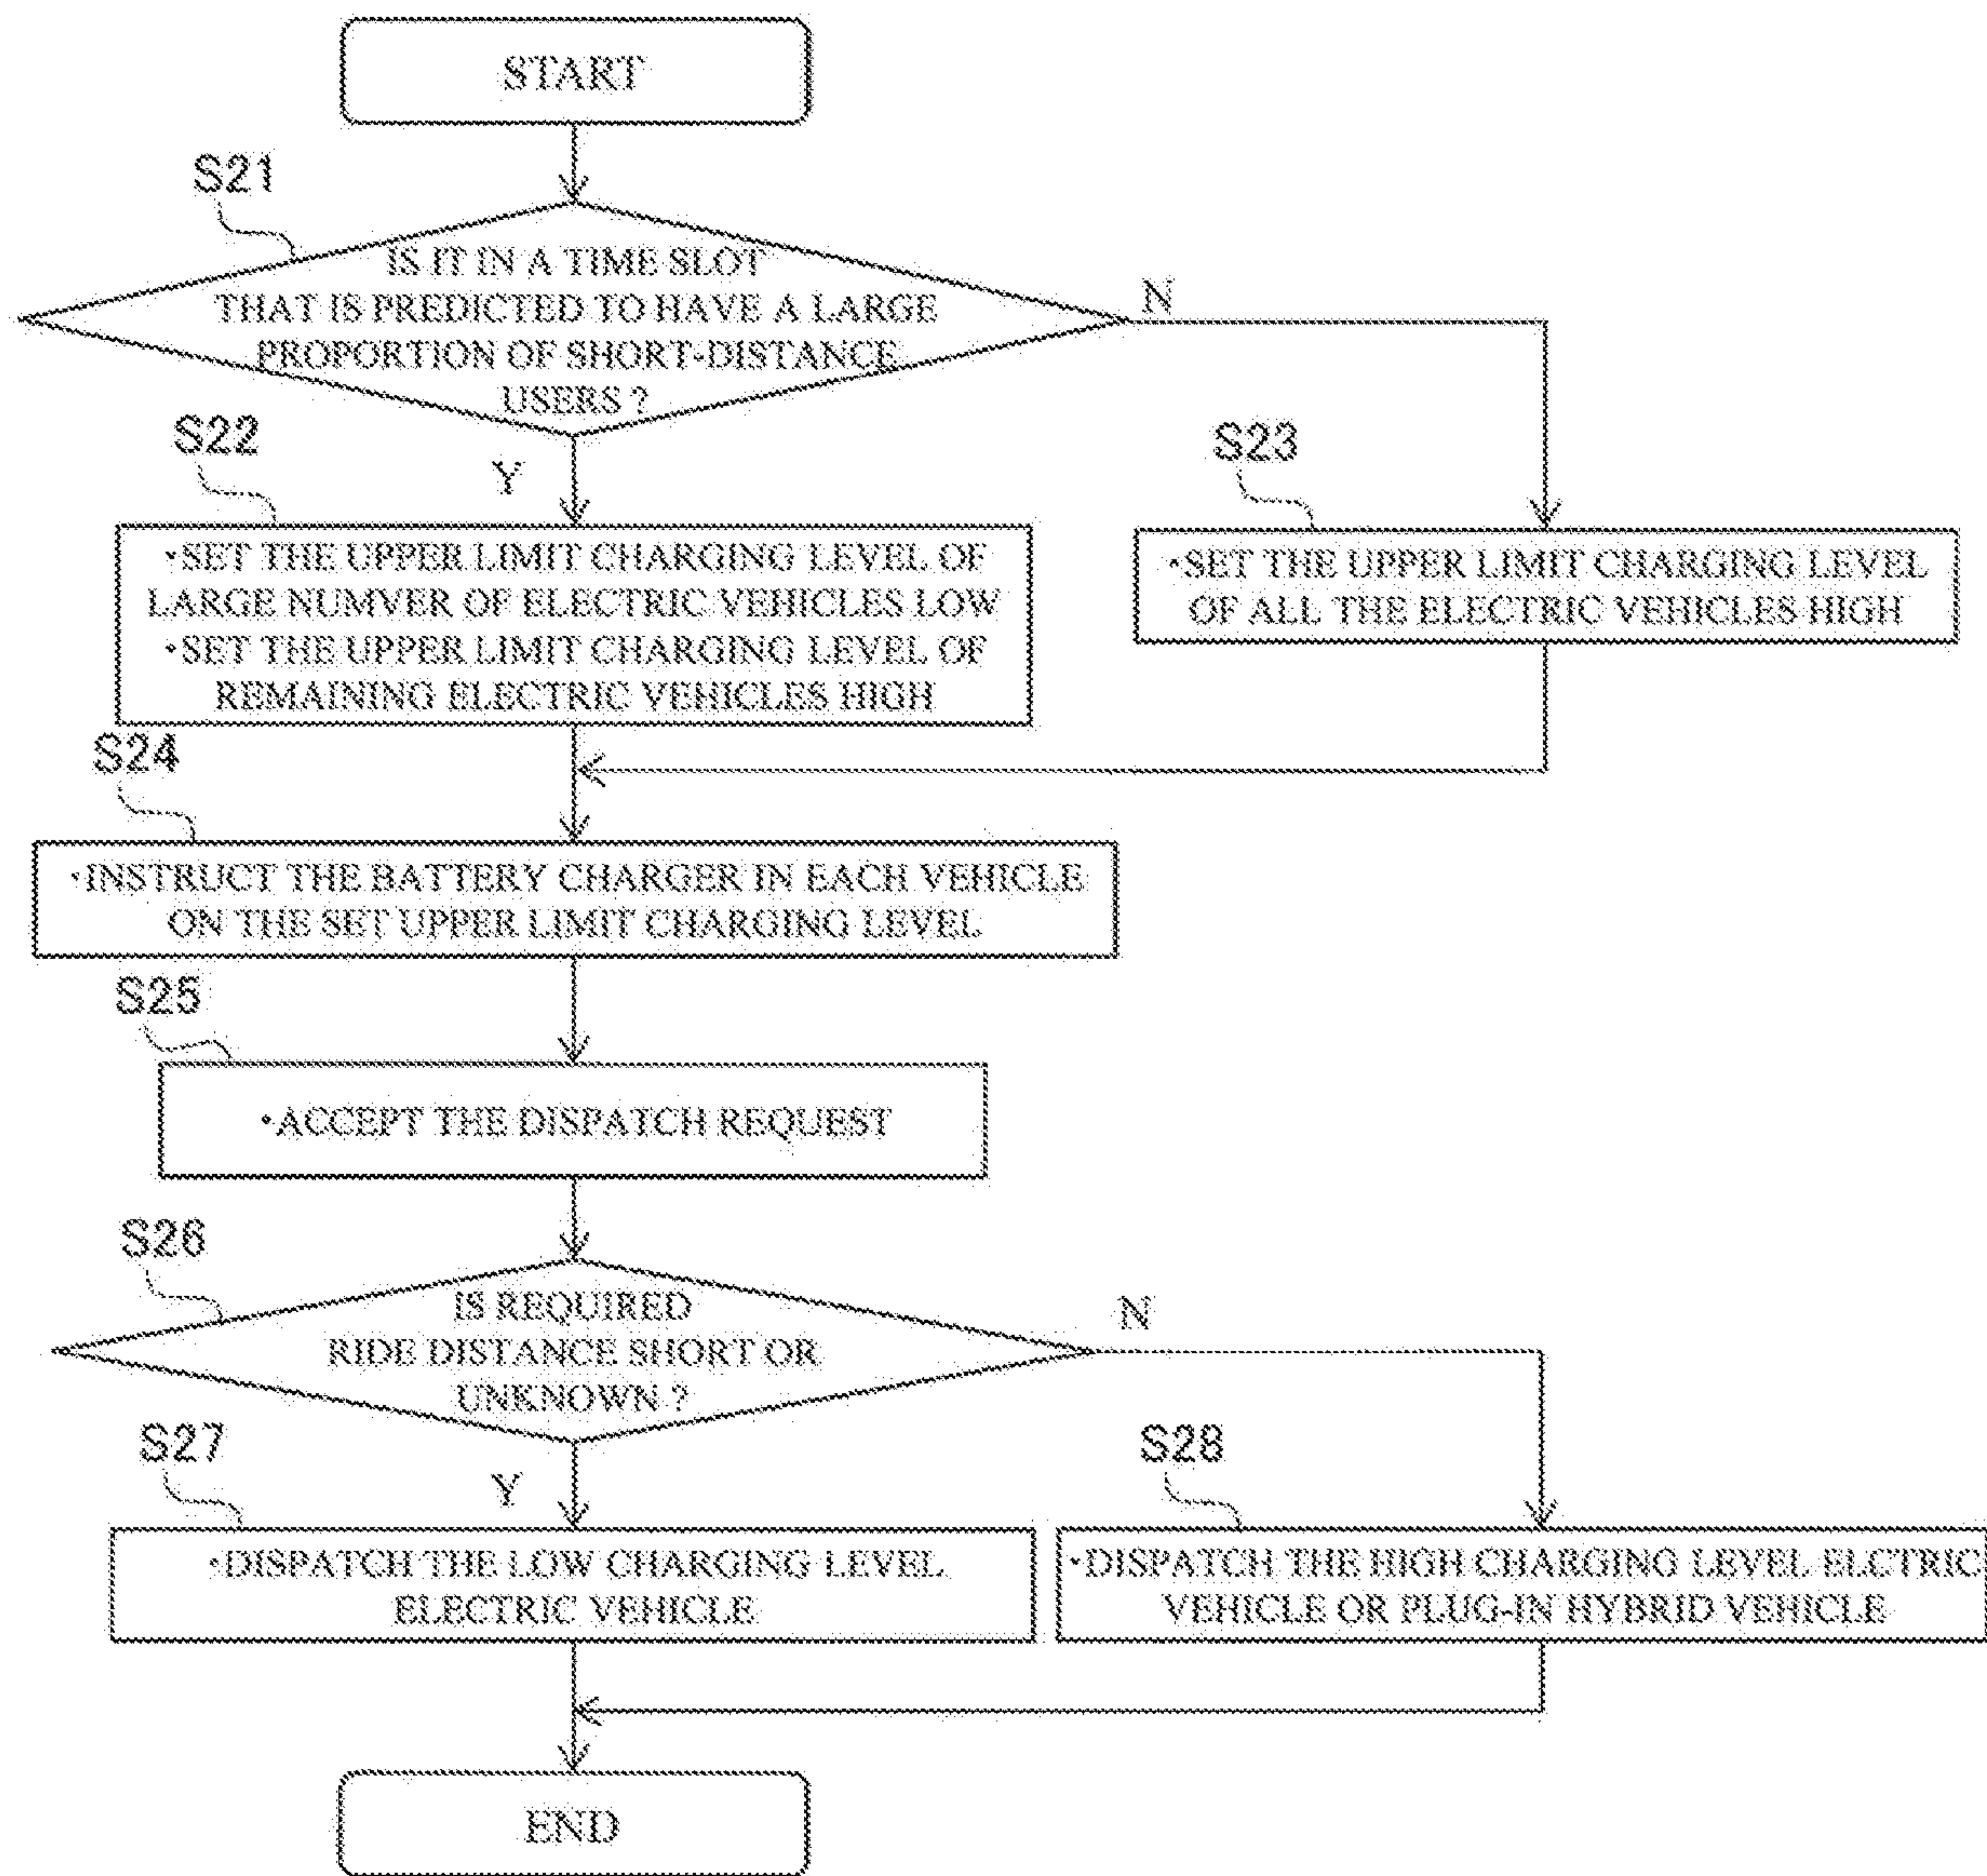 START
S21
IS IT IN A TIME SLOT
THAT IS PREDICTED TO HAVE A LARGE
PROPORTION OF SHORT-DISTANCE
USERS ?
N
Y
S22
•SET THE UPPER LIMIT CHARGING LEVEL OF
LARGE NUMVER OF ELECTRIC VEHICLES LOW
•SET THE UPPER LIMIT CHARGING LEVEL OF
REMAINING ELECTRIC VEHICLES HIGH
S23
•SET THE UPPER LIMIT CHARGING LEVEL
OF ALL THE ELECTRIC VEHICLES HIGH
S24
•INSTRUCT THE BATTERY CHARGER IN EACH VEHICLE
ON THE SET UPPER LIMIT CHARGING LEVEL
S25
•ACCEPT THE DISPATCH REQUEST
S26
IS REQUIRED
RIDE DISTANCE SHORT OR
UNKNOWN ?
N
Y
S27
•DISPATCH THE LOW CHARGING LEVEL
ELECTRIC VEHICLE
S28
•DISPATCH THE HIGH CHARGING LEVEL ELCTRIC
VEHICLE OR PLUG-IN HYBRID VEHICLE
END